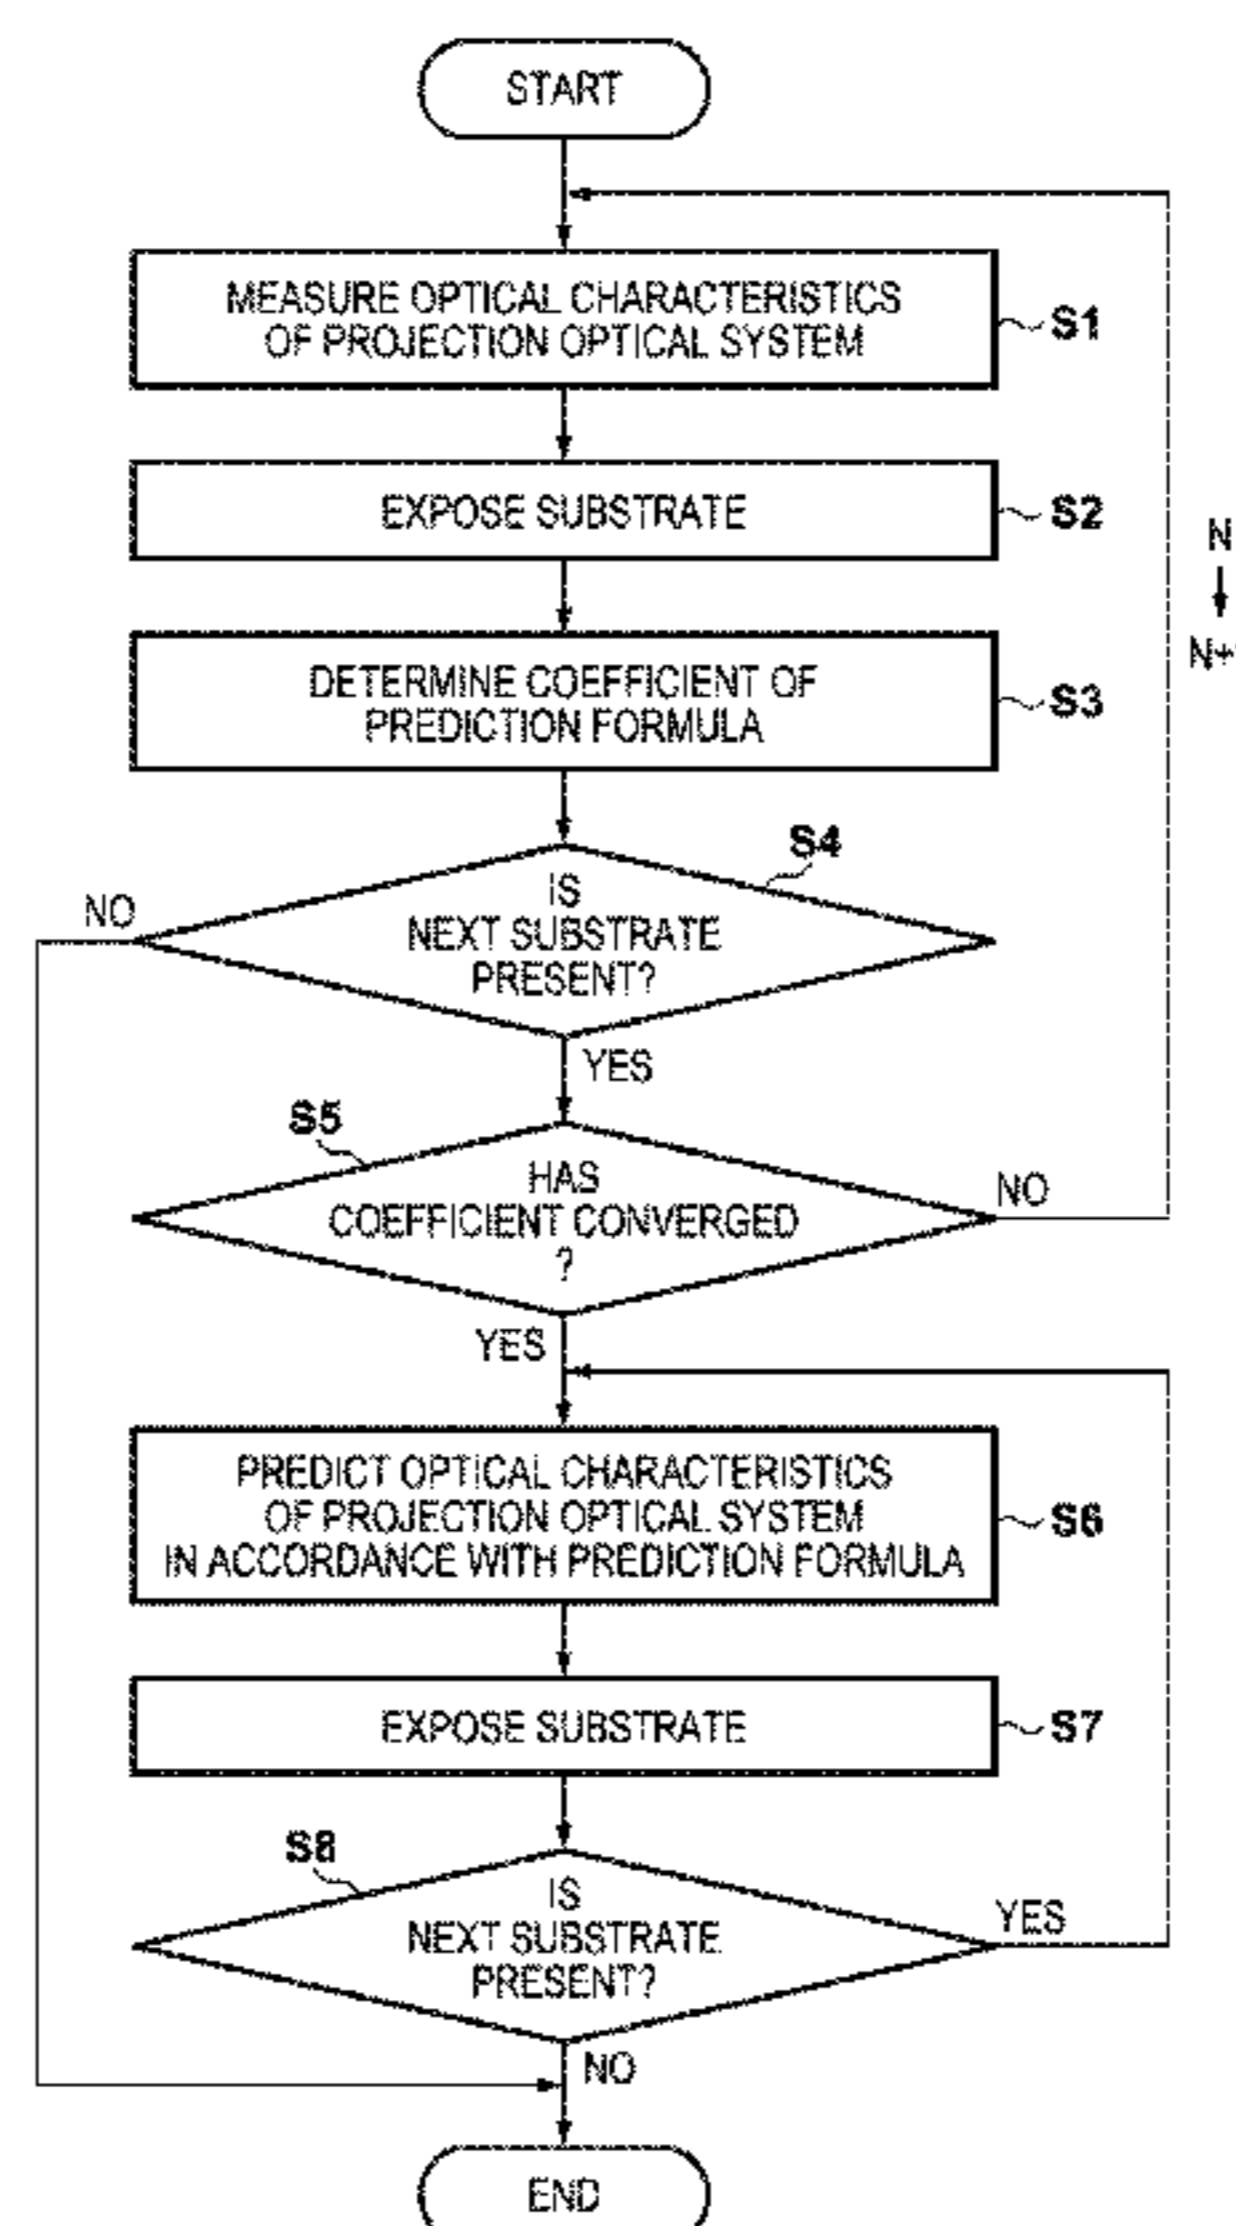 START
MEASURE OPTICAL CHARACTERISTICS
OF PROJECTION OPTICAL SYSTEM
S1
EXPOSE SUBSTRATE
S2
N
N+
DETERMINE COEFFICIENT OF
PREDICTION FORMULA
S3
S4
IS
NEXT SUBSTRATE
PRESENT?
NO
YES
S5
HAS
COEFFICIENT CONVERGED
?
NO
YES
PREDICT OPTICAL CHARACTERISTICS
OF PROJECTION OPTICAL SYSTEM
IN ACCORDANCE WITH PREDICTION FORMULA
S6
EXPOSE SUBSTRATE
S7
S8
IS
NEXT SUBSTRATE
PRESENT?
YES
NO
END